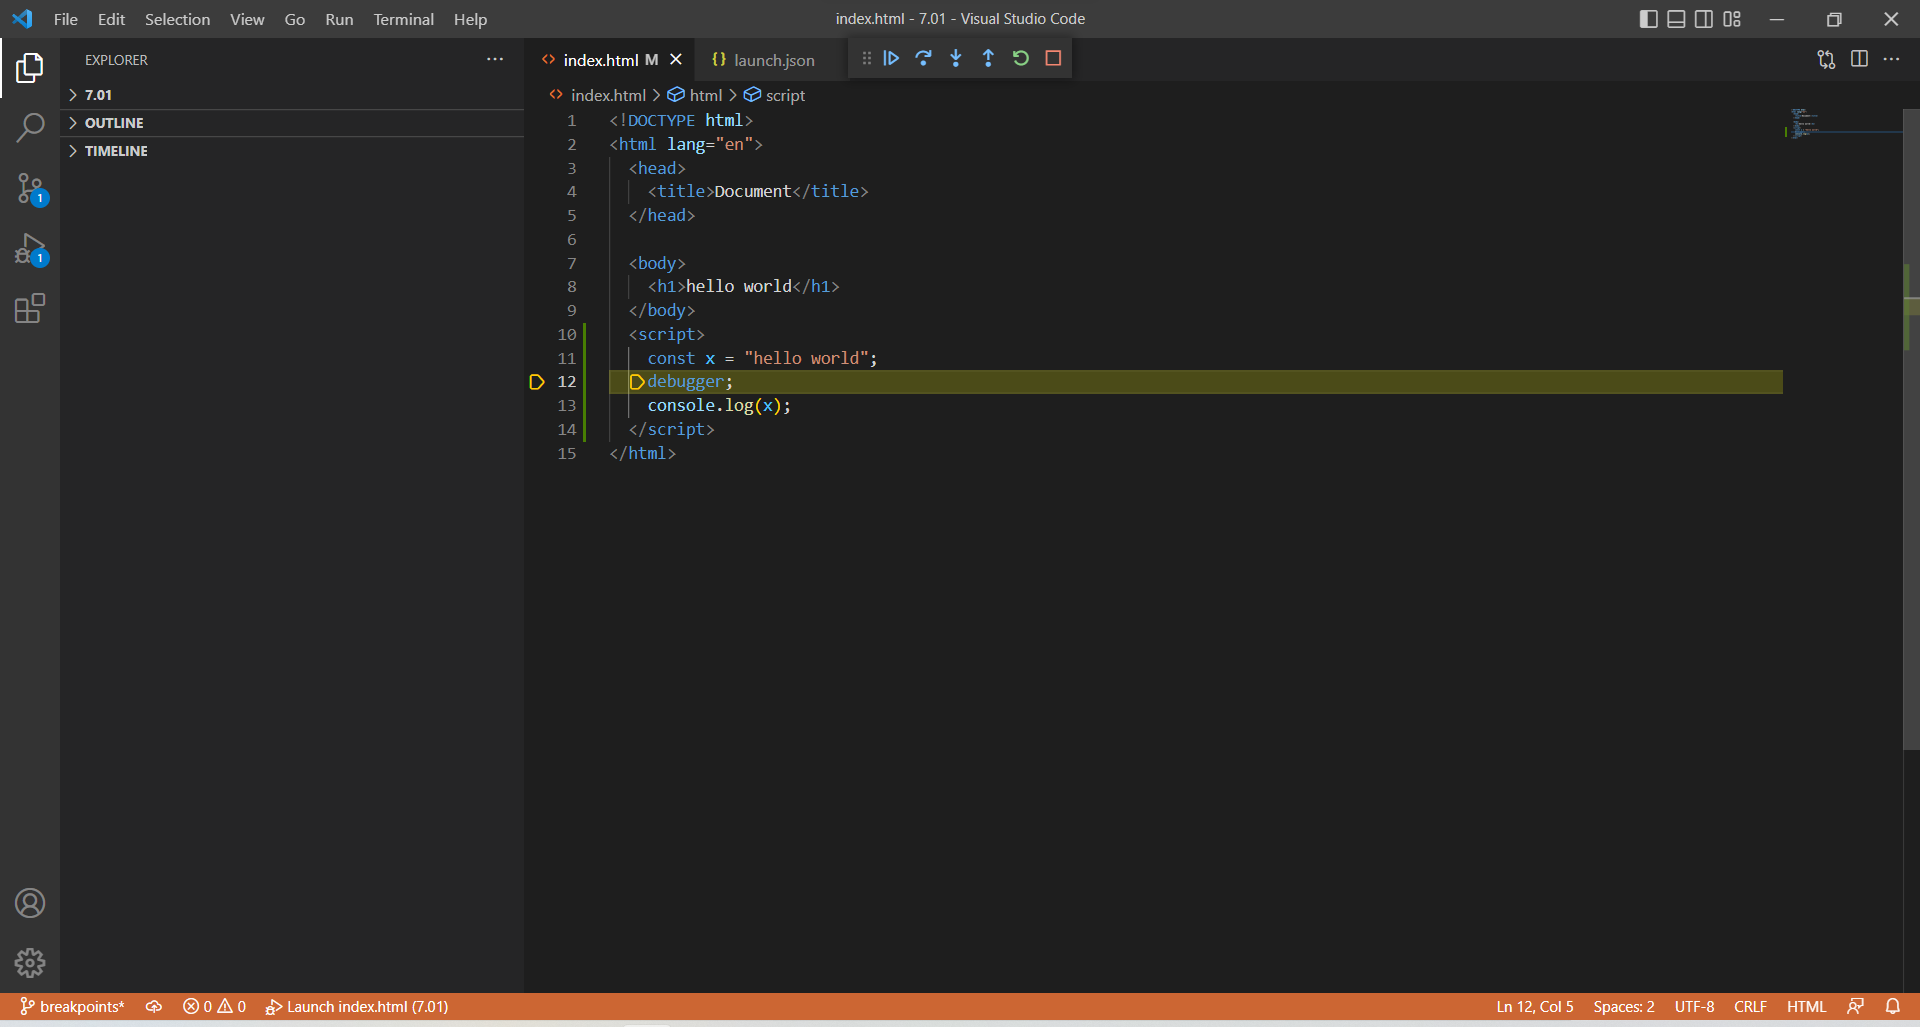 File Edit Selection View Go Run Terminal Help
index.html - 7.01 - Visual Studio Code
EXPLORER
7.01
OUTLINE
TIMELINE
1
1
index.html M
launch.json
index.html > html > script
1 <!DOCTYPE html>
2 <html lang="en">
3 <head>
4 <title>Document</title>
5 </head>
6
7 <body>
8 <h1>hello world</h1>
9 </body>
10 <script>
11 const x = "hello world";
12 debugger;
13 console.log(x);
14 </script>
15 </html>
breakpoints* 0 0 Launch index.html (7.01)
Ln 12, Col 5 Spaces: 2 UTF-8 CRLF HTML